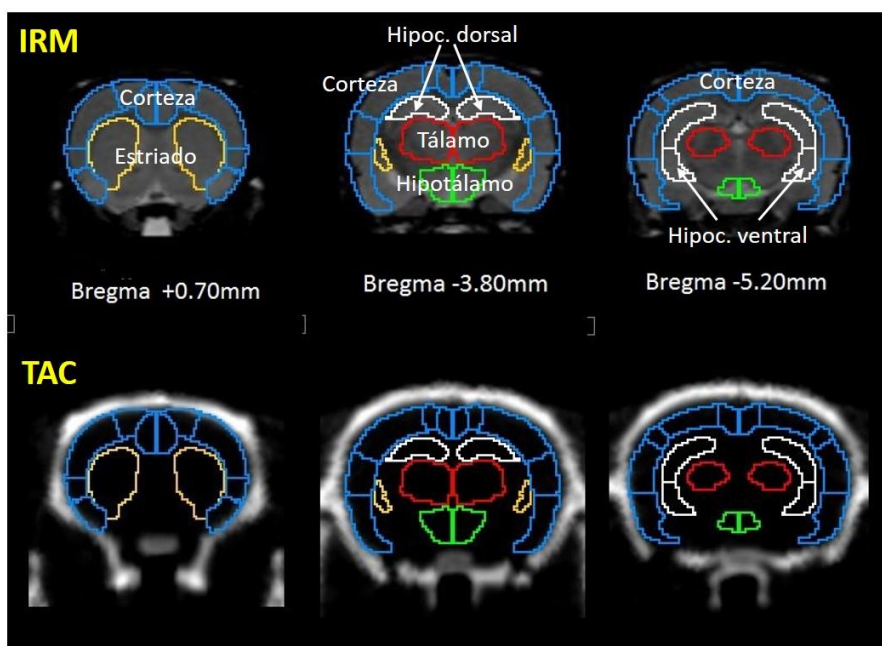 IRM
Hipoc. dorsal
Corteza
Corteza
Corteza
Estriado
Tálamo
Hipotálamo
Hipoc. ventral
Bregma +0.70mm
Bregma -3.80mm
Bregma -5.20mm
TAC